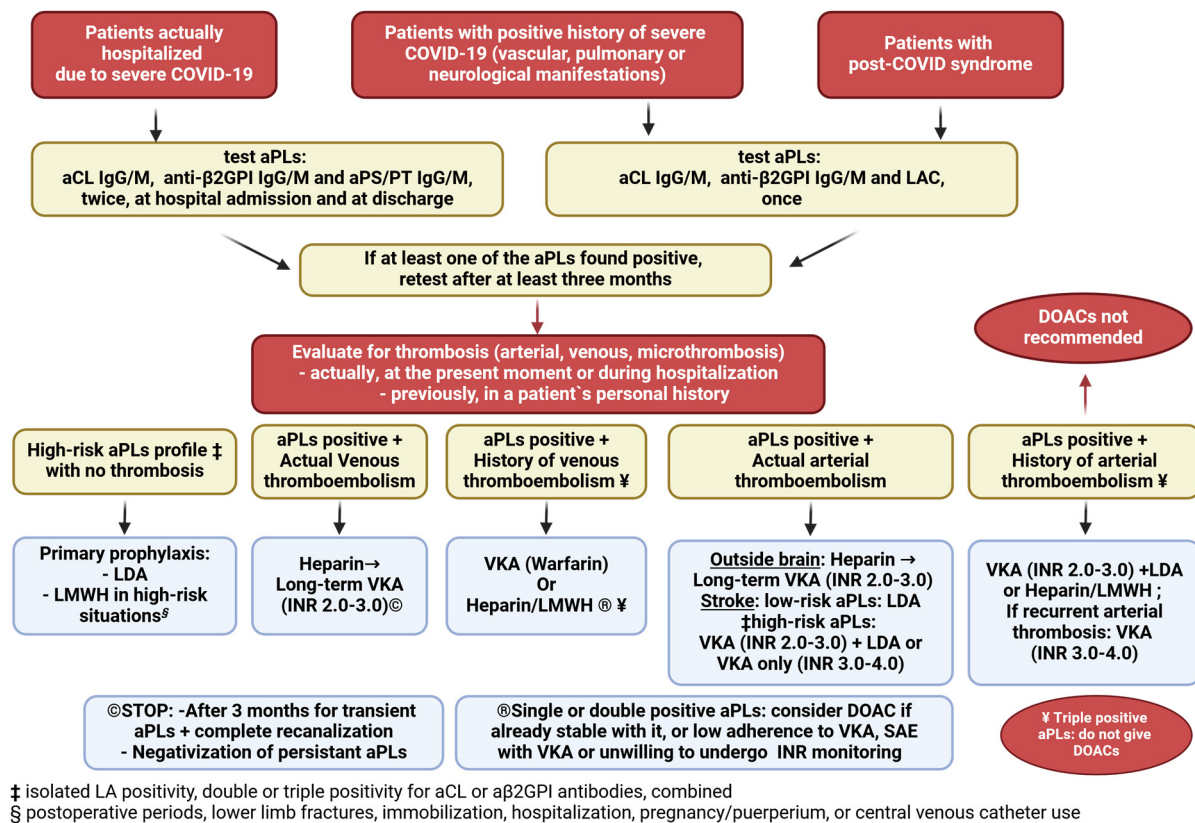 Patients actually
hospitalized
due to severe COVID-19
Patients with positive history of severe
COVID-19 (vascular, pulmonary or
neurological manifestations)
Patients with
post-COVID syndrome
test aPLs:
aCL IgG/M, anti-β2GPI IgG/M and aPS/PT IgG/M,
twice, at hospital admission and at discharge
test aPLs:
aCL IgG/M, anti-β2GPI IgG/M and LAC,
once
If at least one of the aPLs found positive,
retest after at least three months
DOACs not
recommended
Evaluate for thrombosis (arterial, venous, microthrombosis)
- actually, at the present moment or during hospitalization
- previously, in a patient`s personal history
High-risk aPLs profile ‡
with no thrombosis
aPLs positive +
Actual Venous
thromboembolism
aPLs positive +
History of venous
thromboembolism ¥
aPLs positive +
Actual arterial
thromboembolism
aPLs positive +
History of arterial
thromboembolism ¥
Primary prophylaxis:
- LDA
- LMWH in high-risk
situations§
Heparin→
Long-term VKA
(INR 2.0-3.0)©
VKA (Warfarin)
Or
Heparin/LMWH ® ¥
Outside brain: Heparin →
Long-term VKA (INR 2.0-3.0)
Stroke: low-risk aPLs: LDA
‡high-risk aPLs:
VKA (INR 2.0-3.0) + LDA or
VKA only (INR 3.0-4.0)
VKA (INR 2.0-3.0) +LDA
or Heparin/LMWH ;
If recurrent arterial
thrombosis: VKA
(INR 3.0-4.0)
©STOP: -After 3 months for transient
aPLs + complete recanalization
- Negativization of persistant aPLs
®Single or double positive aPLs: consider DOAC if
already stable with it, or low adherence to VKA, SAE
with VKA or unwilling to undergo INR monitoring
¥ Triple positive
aPLs: do not give
DOACs
‡ isolated LA positivity, double or triple positivity for aCL or aβ2GPI antibodies, combined
§ postoperative periods, lower limb fractures, immobilization, hospitalization, pregnancy/puerperium, or central venous catheter use